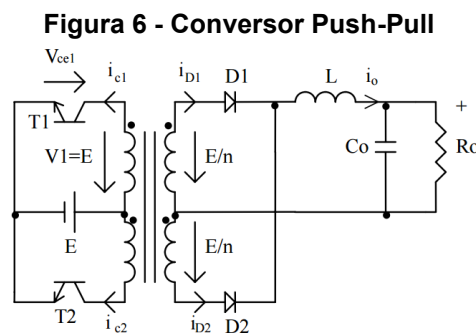 Figura 6 - Conversor Push-Pull
Vce1
ic1
iD1
D1
L
io
+
T1
V1=E
E/n
Co
Ro
E
E/n
T2
ic2
iD2
D2